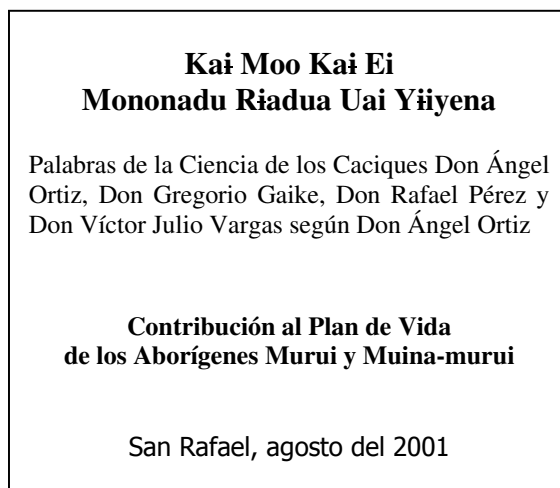 Kaɨ Moo Kaɨ Ei
Mononadu Rɨadua Uai Yɨiyena
Palabras de la Ciencia de los Caciques Don Ángel
Ortiz, Don Gregorio Gaike, Don Rafael Pérez y
Don Víctor Julio Vargas según Don Ángel Ortiz
Contribución al Plan de Vida
de los Aborígenes Murui y Muina-murui
San Rafael, agosto del 2001